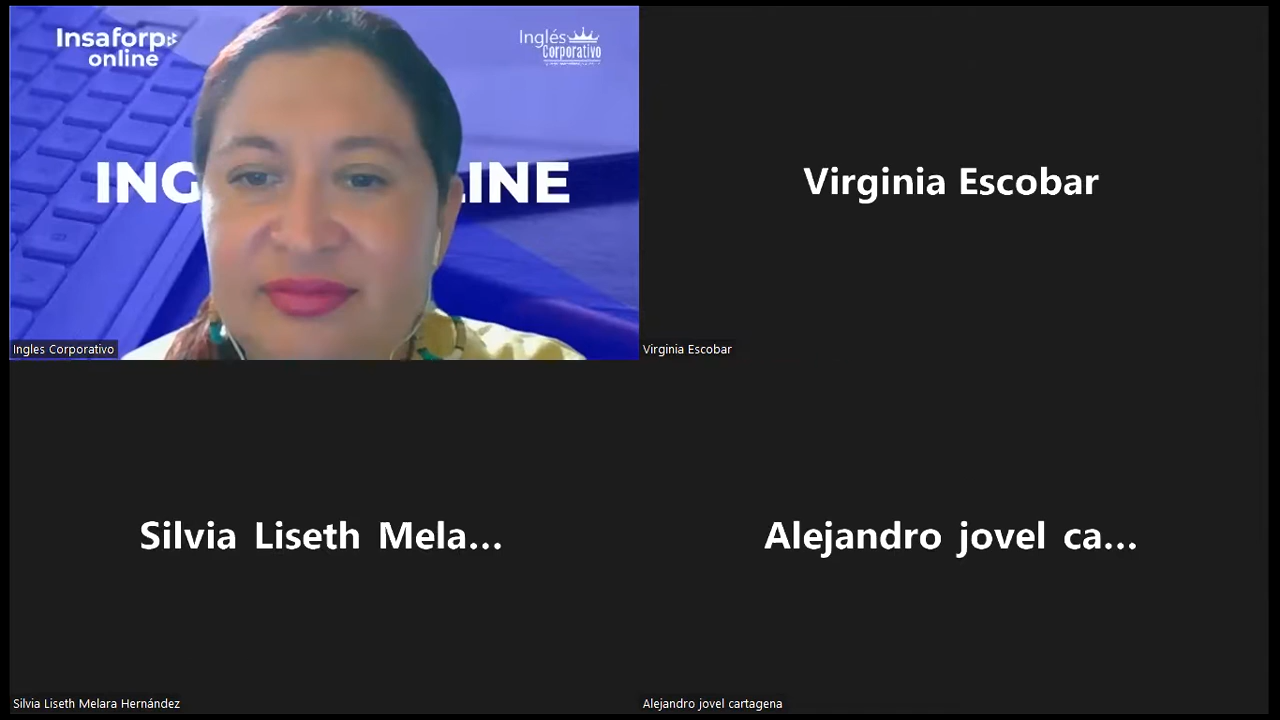 Insaforp
online
Inglés
Corporativo
ING LINE
Ingles Corporativo
Virginia Escobar
Virginia Escobar
Silvia Liseth Mela...
Silvia Liseth Melara Hernández
Alejandro jovel ca...
Alejandro jovel cartagena